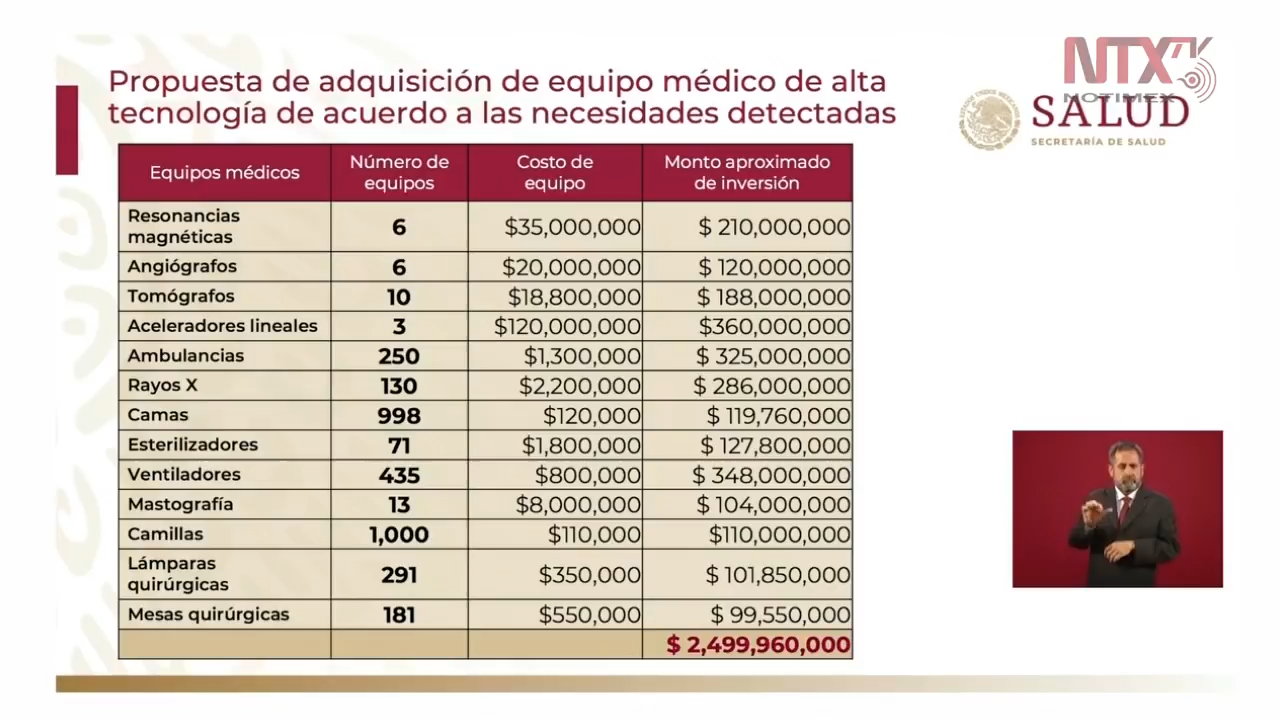 NTX TV
NOTIMEX
Propuesta de adquisición de equipo médico de alta
tecnología de acuerdo a las necesidades detectadas
SALUD
SECRETARÍA DE SALUD
Equipos médicos Número de equipos Costo de equipo Monto aproximado de inversión
Resonancias magnéticas 6 $35,000,000 $ 210,000,000
Angiógrafos 6 $20,000,000 $ 120,000,000
Tomógrafos 10 $18,800,000 $ 188,000,000
Aceleradores lineales 3 $120,000,000 $360,000,000
Ambulancias 250 $1,300,000 $ 325,000,000
Rayos X 130 $2,200,000 $ 286,000,000
Camas 998 $120,000 $ 119,760,000
Esterilizadores 71 $1,800,000 $ 127,800,000
Ventiladores 435 $800,000 $ 348,000,000
Mastografía 13 $8,000,000 $ 104,000,000
Camillas 1,000 $110,000 $110,000,000
Lámparas quirúrgicas 291 $350,000 $ 101,850,000
Mesas quirúrgicas 181 $550,000 $ 99,550,000
$ 2,499,960,000